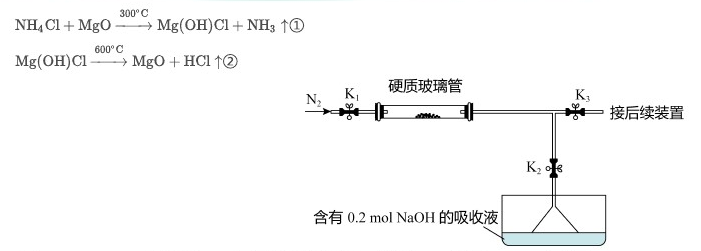 NH₄Cl + MgO —300°C→ Mg(OH)Cl + NH₃ ↑①
Mg(OH)Cl —600°C→ MgO + HCl ↑②
硬质玻璃管
N₂ K₁ K₃
接后续装置
K₂
含有 0.2 mol NaOH 的吸收液